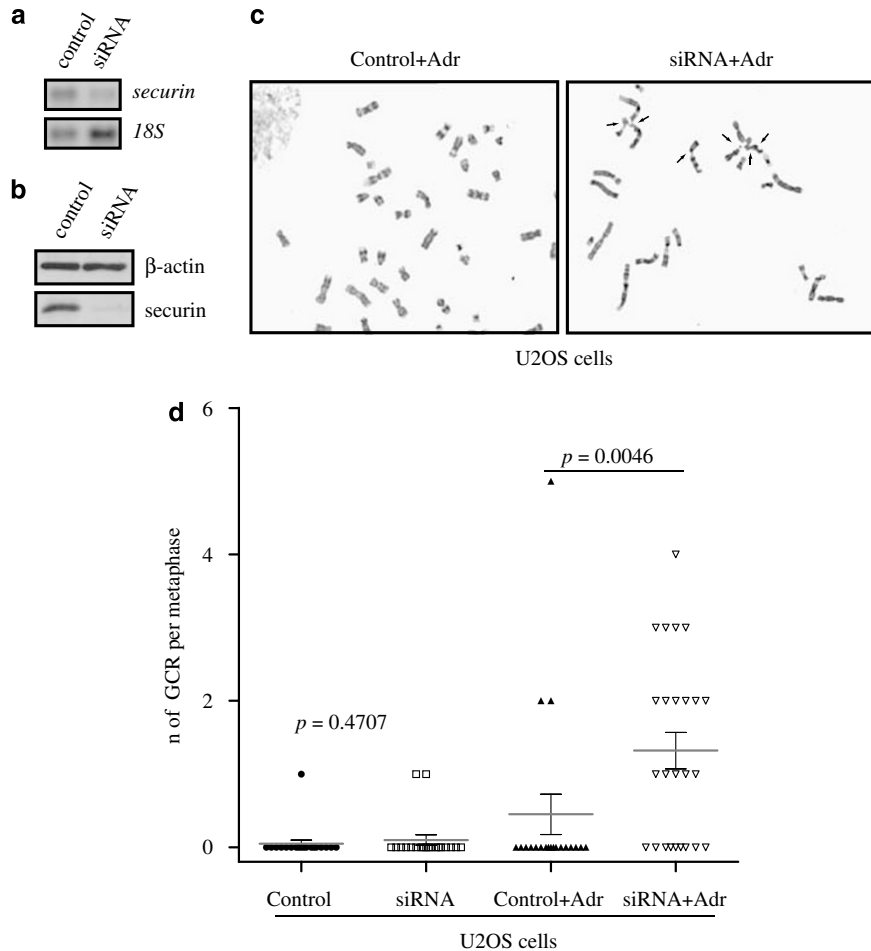 a
control
siRNA
securin
18S
b
control
siRNA
β-actin
securin
c
Control+Adr
siRNA+Adr
U2OS cells
d
n of GCR per metaphase
6
4
2
0
p = 0.4707
p = 0.0046
Control
siRNA
Control+Adr
siRNA+Adr
U2OS cells